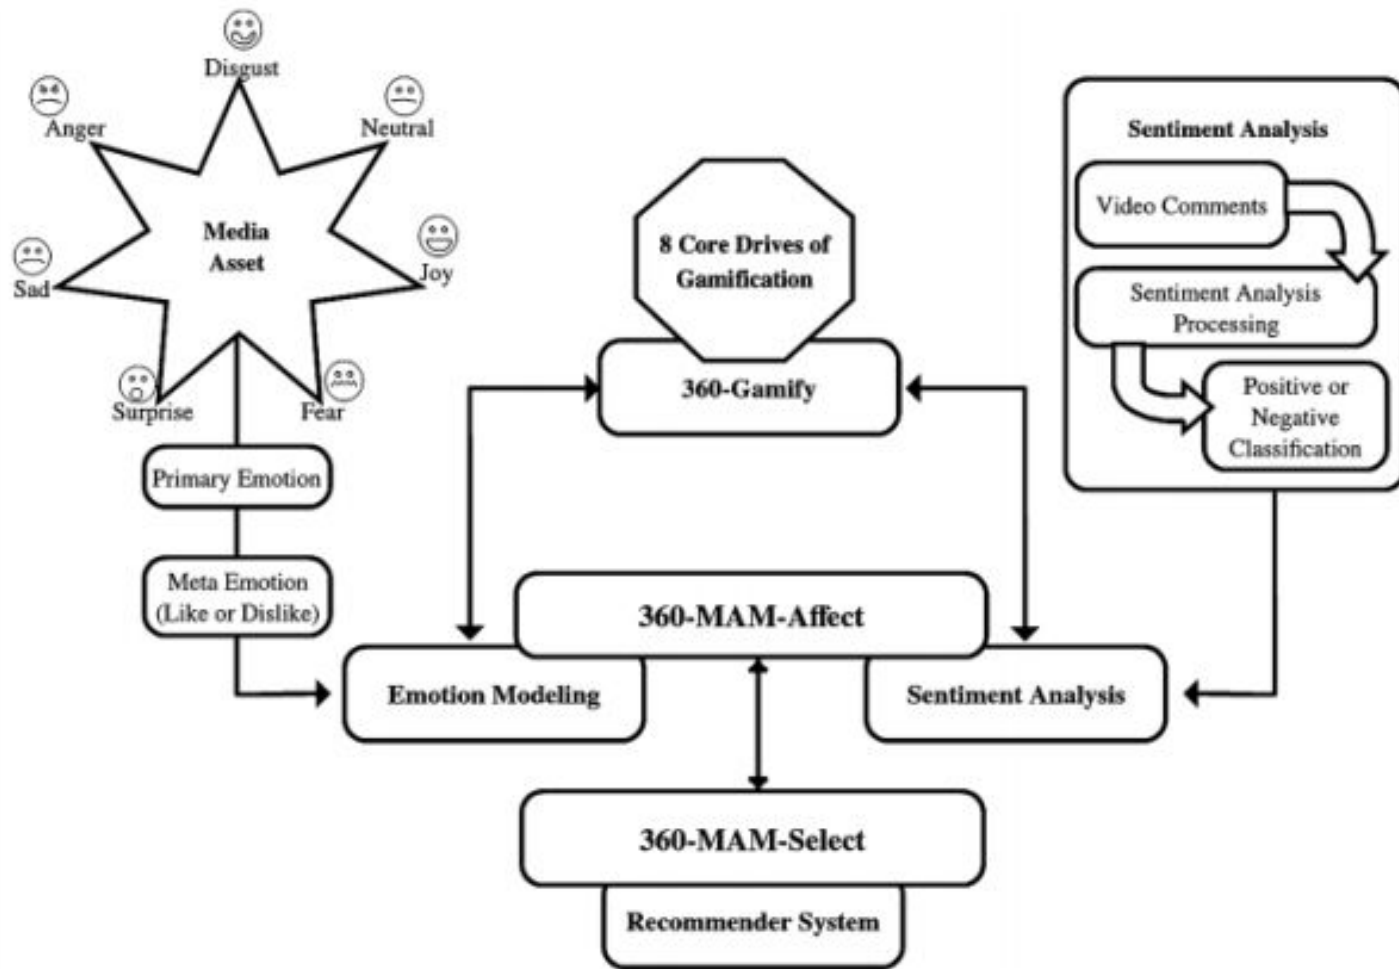 Disgust
Anger
Neutral
Media
Asset
Sad
Joy
Surprise
Fear
Primary Emotion
Meta Emotion
(Like or Dislike)
8 Core Drives of
Gamification
360-Gamify
Sentiment Analysis
Video Comments
Sentiment Analysis
Processing
Positive or
Negative
Classification
360-MAM-Affect
Emotion Modeling
Sentiment Analysis
360-MAM-Select
Recommender System